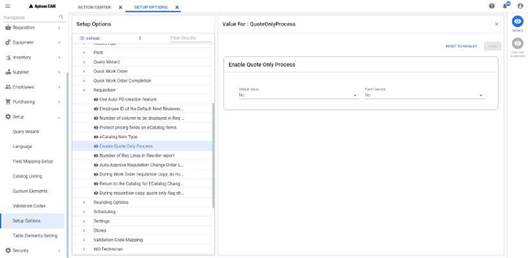 Aptean EAM
ACTION CENTER
SETUP OPTIONS
Navigation
Requisition
Equipment
Inventory
Supplier
Employees
Purchasing
Setup
Query Wizard
Language
Field Mapping Setup
Catalog Listing
Custom Elements
Validated Codes
Setup Options
Table Elements Setting
Security
Setup Options
Filter Results
Print
Query Wizard
Quick Work Order
Quick Work Order Completion
Requisition
Use Auto PO creation feature
Employee ID of the Default Next Reviewer...
Number of column to be displayed in Req ...
Protect pricing fields on eCatalog items
eCatalog Item Type
Enable Quote Only Process
Number of Req Lines in Reorder report
Auto-Approve Requisition Change Order L...
During Work Order requisition copy, do n...
Return to the Catalog for ECatalog Chang...
During requisition copy, quote only flag sh...
Rounding Options
Scheduling
Settings
Stores
Validation Code Mapping
WO Technician
Value For : QuoteOnlyProcess
RESET TO DEFAULT
Enable Quote Only Process
Default Value
No
Plant Override
No
DETAILS